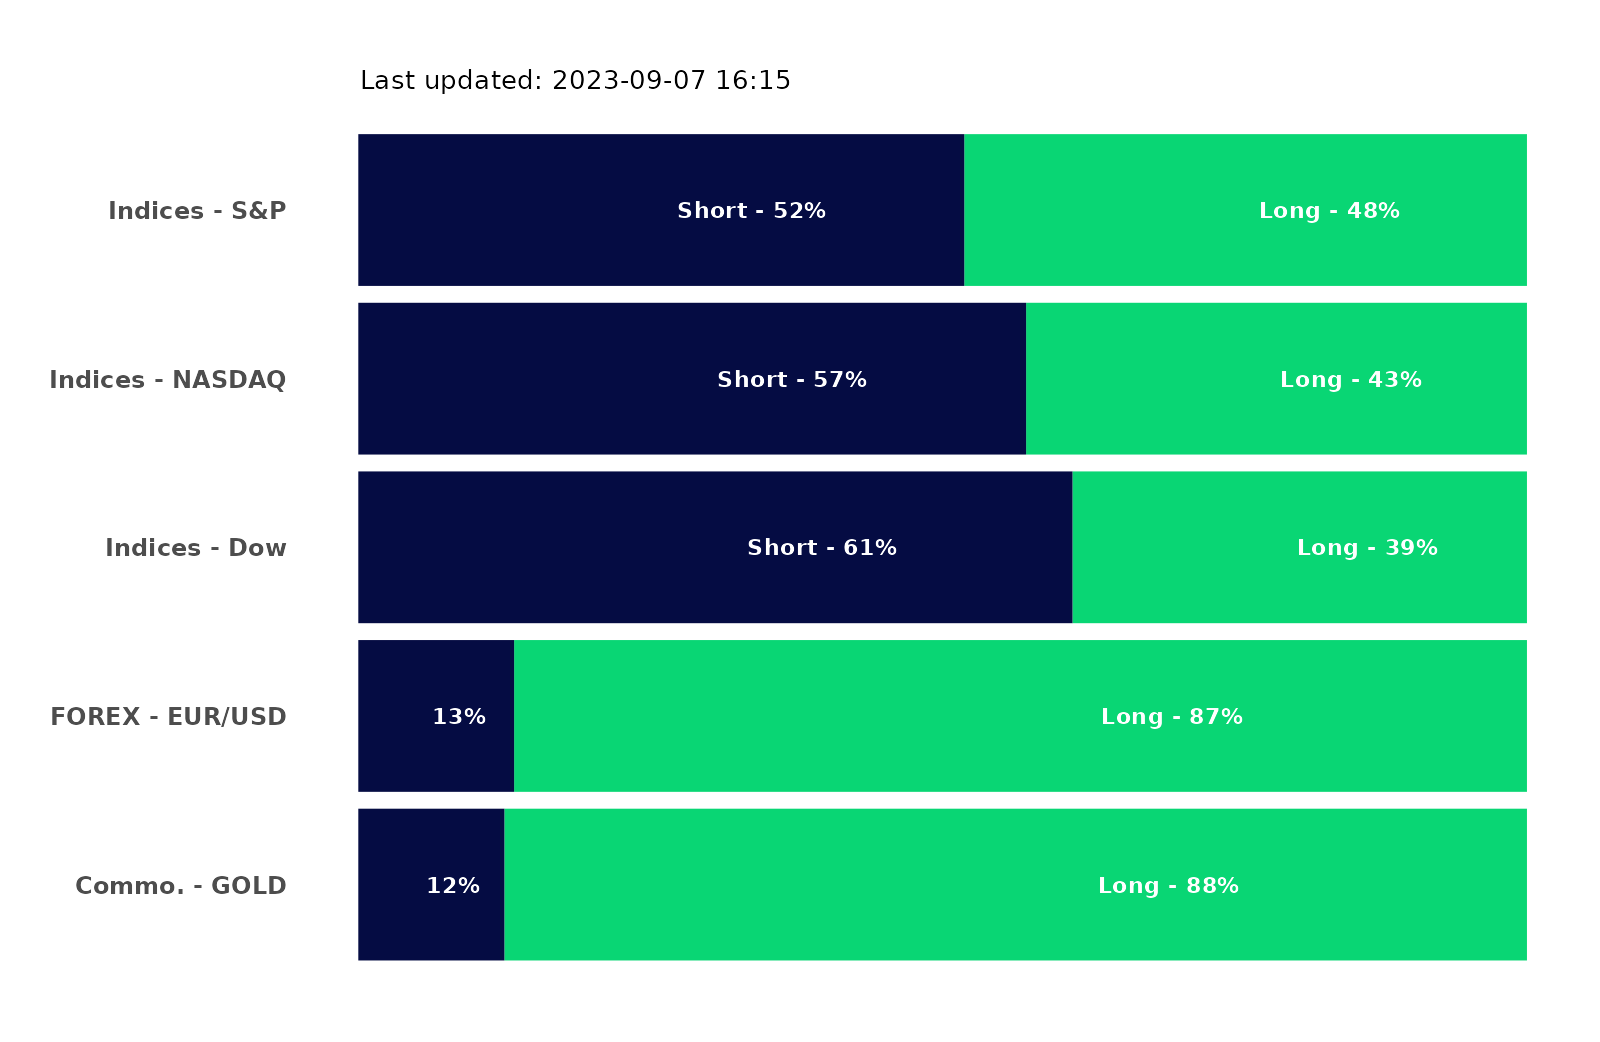 Last updated: 2023-09-07 16:15
Indices - S&P Short - 52% Long - 48%
Indices - NASDAQ Short - 57% Long - 43%
Indices - Dow Short - 61% Long - 39%
FOREX - EUR/USD 13% Long - 87%
Commo. - GOLD 12% Long - 88%